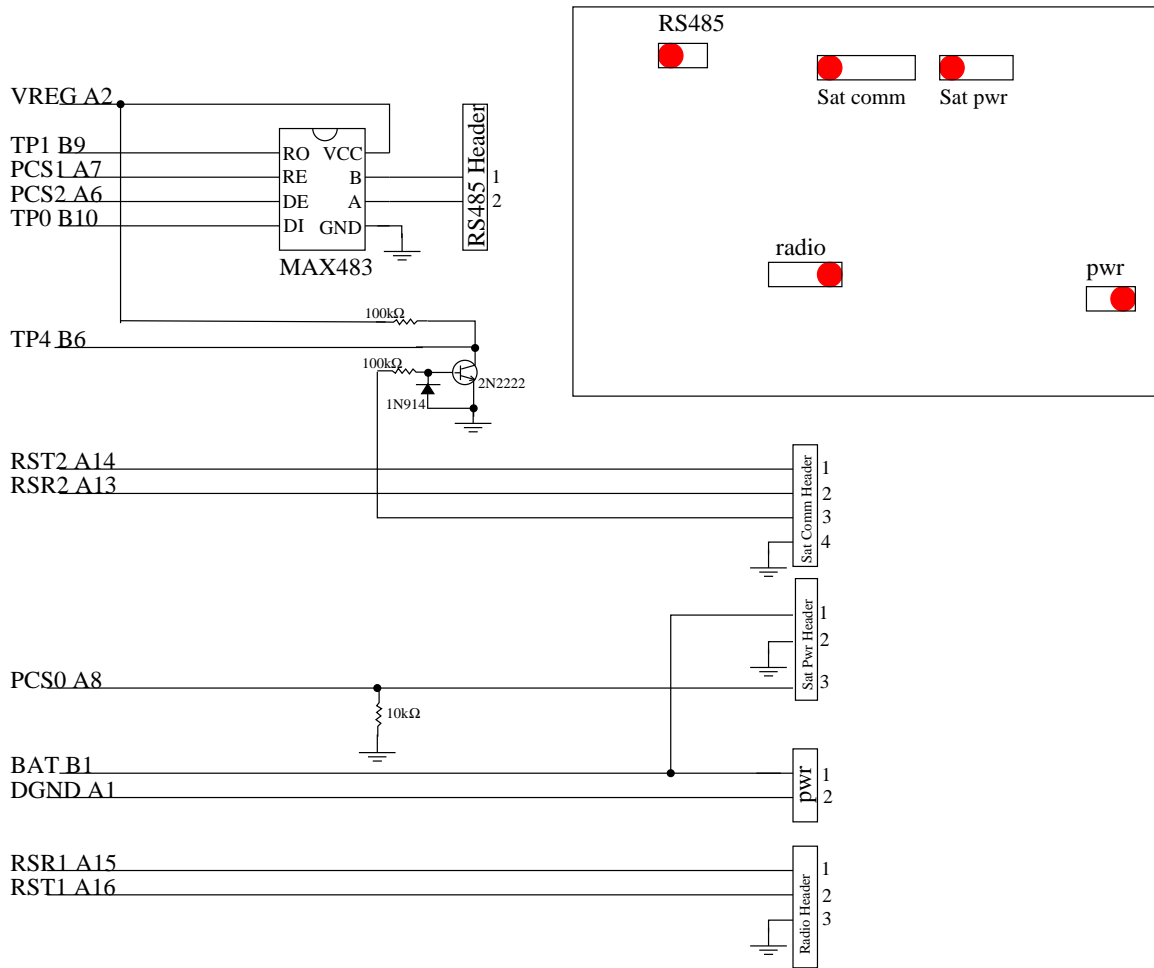 RS485
Sat comm Sat pwr
radio
pwr
VREG A2
TP1 B9
PCS1 A7
PCS2 A6
TP0 B10
RO VCC
RE B
DE A
DI GND
MAX483
RS485 Header
1
2
100kΩ
TP4 B6
100kΩ
2N2222
1N914
RST2 A14
RSR2 A13
Sat Comm Header
1
2
3
4
Sat Pwr Header
1
2
3
PCS0 A8
10kΩ
BAT B1
DGND A1
pwr
1
2
RSR1 A15
RST1 A16
Radio Header
1
2
3